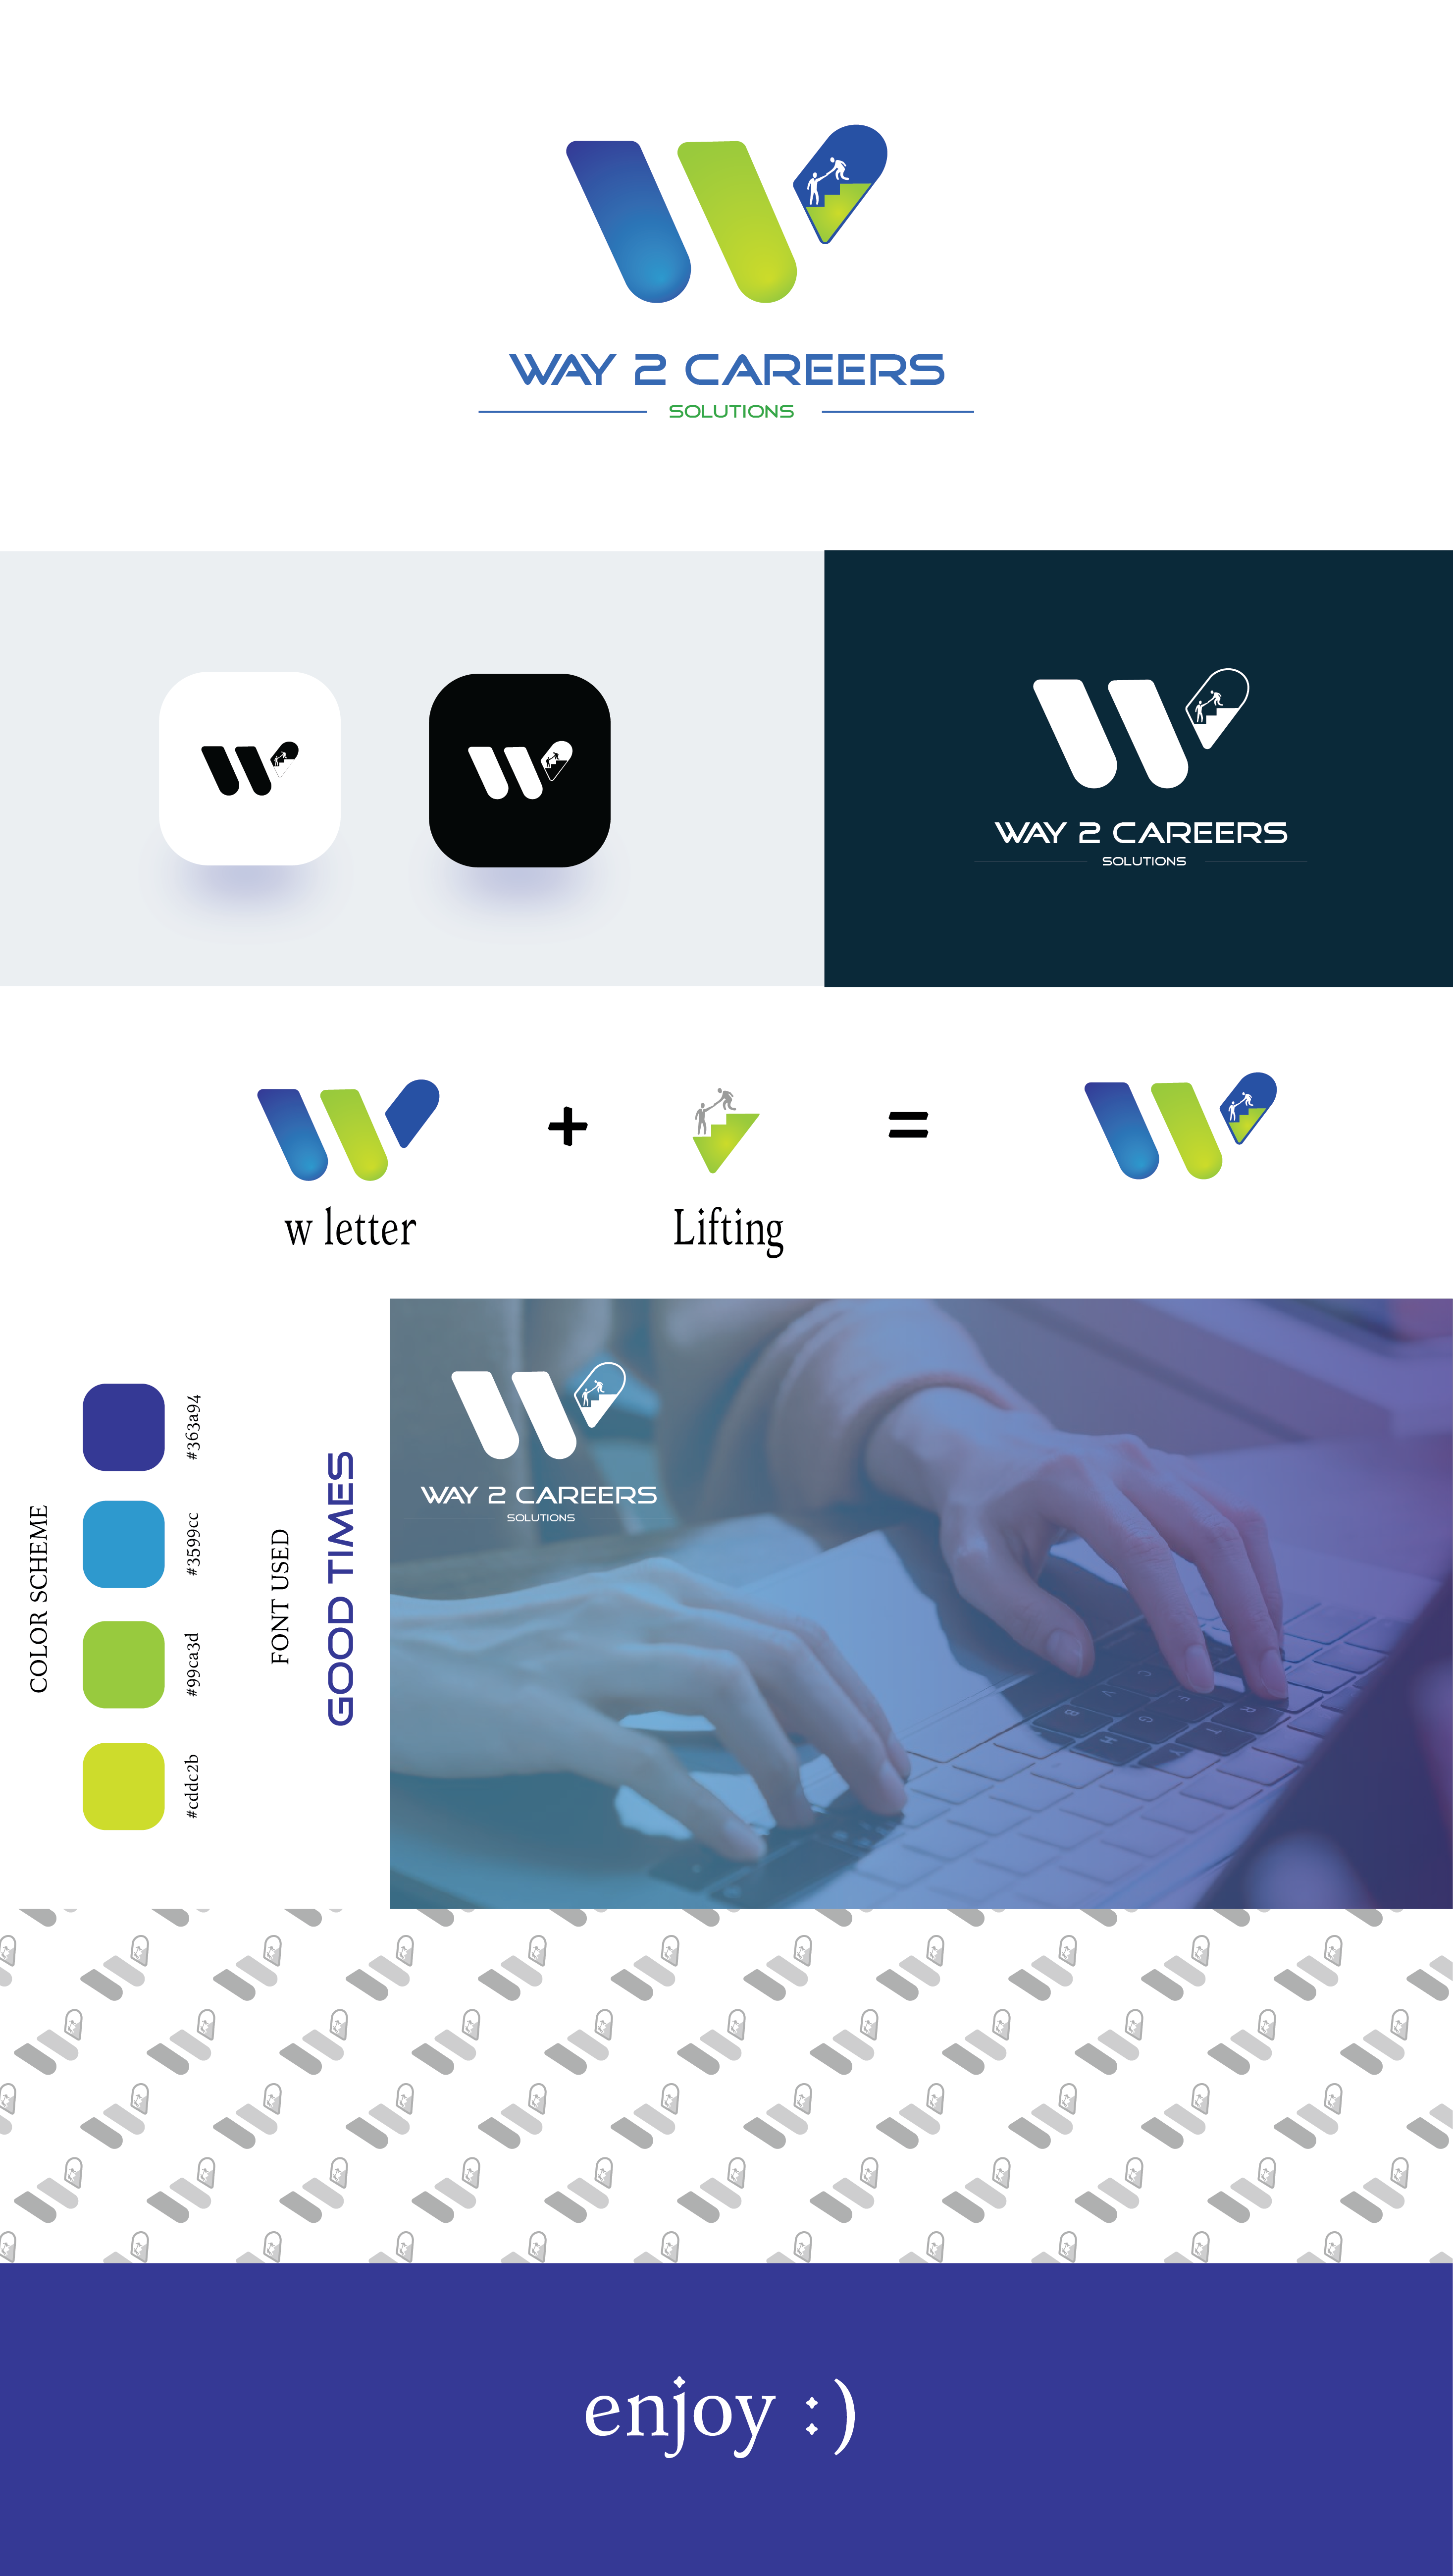 WAY 2 CAREERS
SOLUTIONS
WAY 2 CAREERS
SOLUTIONS
+
=
w letter
Lifting
COLOR SCHEME
#363a94
#3599cc
#99ca3d
#cddc2b
FONT USED
GOOD TIMES
WAY 2 CAREERS
SOLUTIONS
enjoy :)